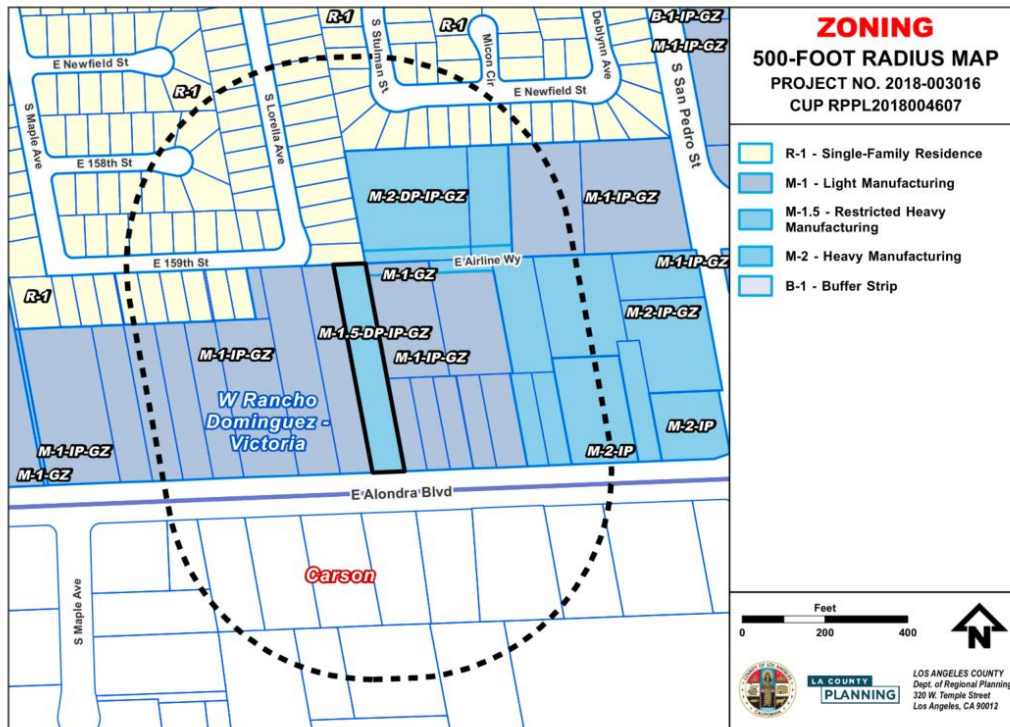 R-1
R-1
B-1-IP-GZ
M-1-IP-GZ
E Newfield St
S Stulman St
Micon Cir
Deblynn Ave
E Newfield St
S San Pedro St
R-1
S Maple Ave
S Lorella Ave
E 158th St
M-2-DP-IP-GZ
M-1-IP-GZ
E 159th St
E Airline Wy
M-1-IP-GZ
M-1-GZ
R-1
M-2-IP-GZ
M-1.5-DP-IP-GZ
M-1-IP-GZ
M-1-IP-GZ
W Rancho
Dominguez -
Victoria
M-2-IP
M-1-IP-GZ
M-2-IP
M-1-GZ
E Alondra Blvd
Carson
S Maple Ave
ZONING
500-FOOT RADIUS MAP
PROJECT NO. 2018-003016
CUP RPPL2018004607
R-1 - Single-Family Residence
M-1 - Light Manufacturing
M-1.5 - Restricted Heavy
Manufacturing
M-2 - Heavy Manufacturing
B-1 - Buffer Strip
Feet
0 200 400
N
COUNTY OF LOS ANGELES
CALIFORNIA
LA COUNTY
PLANNING
LOS ANGELES COUNTY
Dept. of Regional Planning
320 W. Temple Street
Los Angeles, CA 90012